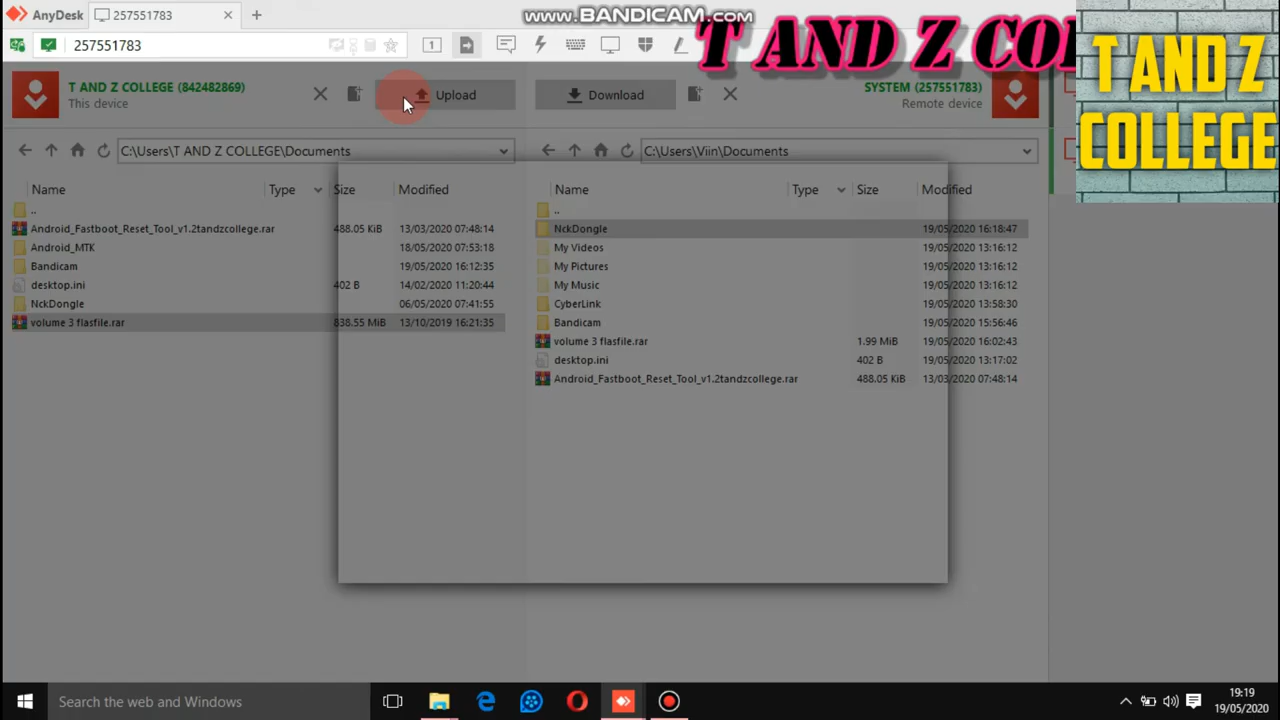 AnyDesk
257551783
www.BANDICAM.com
257551783
1
T AND Z CO
T AND Z
COLLEGE
T AND Z COLLEGE (842482869)
This device
Upload
Download
SYSTEM (257551783)
Remote device
C:\Users\T AND Z COLLEGE\Documents
C:\Users\Viin\Documents
Name Type Size Modified
..
Android_Fastboot_Reset_Tool_v1.2tandzcollege.rar 488.05 KiB 13/03/2020 07:48:14
Android_MTK 18/05/2020 07:53:18
Bandicam 19/05/2020 16:12:35
desktop.ini 402 B 14/02/2020 11:20:44
NckDongle 06/05/2020 07:41:55
volume 3 flasfile.rar 838.55 MiB 13/10/2019 16:21:35
Name Type Size Modified
..
NckDongle 19/05/2020 16:18:47
My Videos 19/05/2020 13:16:12
My Pictures 19/05/2020 13:16:12
My Music 19/05/2020 13:16:12
CyberLink 19/05/2020 13:58:30
Bandicam 19/05/2020 15:56:46
volume 3 flasfile.rar 1.99 MiB 19/05/2020 16:02:43
desktop.ini 402 B 19/05/2020 13:17:02
Android_Fastboot_Reset_Tool_v1.2tandzcollege.rar 488.05 KiB 13/03/2020 07:48:14
Search the web and Windows
19:19
19/05/2020